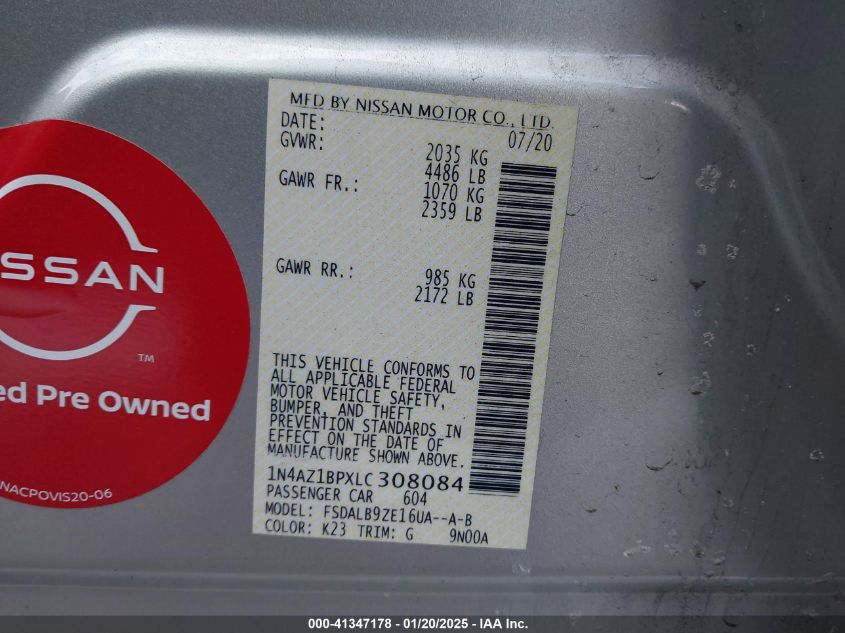 MFD BY NISSAN MOTOR CO., LTD.
DATE: 07/20
GVWR: 2035 KG
4486 LB
GAWR FR.: 1070 KG
2359 LB
GAWR RR.: 985 KG
2172 LB
THIS VEHICLE CONFORMS TO
ALL APPLICABLE FEDERAL
MOTOR VEHICLE SAFETY,
BUMPER, AND THEFT
PREVENTION STANDARDS IN
EFFECT ON THE DATE OF
MANUFACTURE SHOWN ABOVE.
1N4AZ1BPXLC308084
PASSENGER CAR 604
MODEL: FSDALB9ZE16UA--A-B
COLOR: K23 TRIM: G 9N00A
ISSAN
TM
ed Pre Owned
NACPOVIS20-06
000-41347178 - 01/20/2025 - IAA Inc.